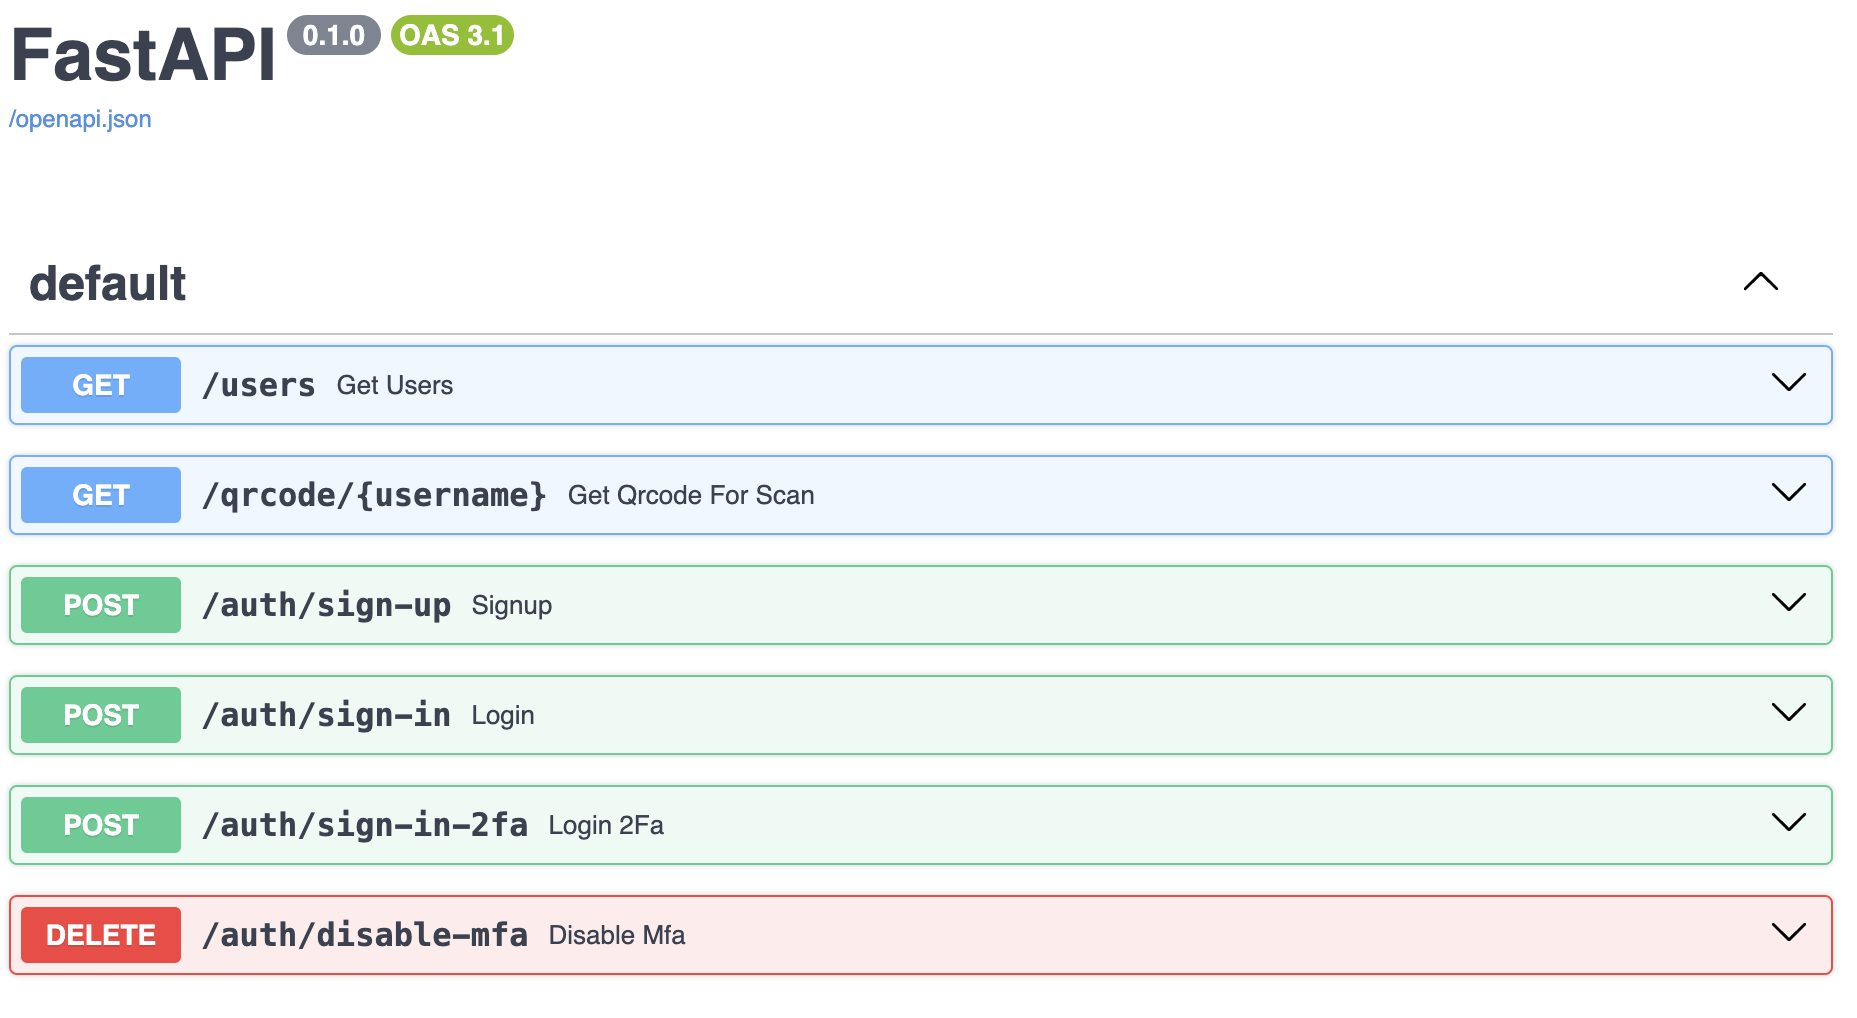 FastAPI 0.1.0 OAS 3.1
/openapi.json
default
GET /users Get Users
GET /qrcode/{username} Get Qrcode For Scan
POST /auth/sign-up Signup
POST /auth/sign-in Login
POST /auth/sign-in-2fa Login 2Fa
DELETE /auth/disable-mfa Disable Mfa